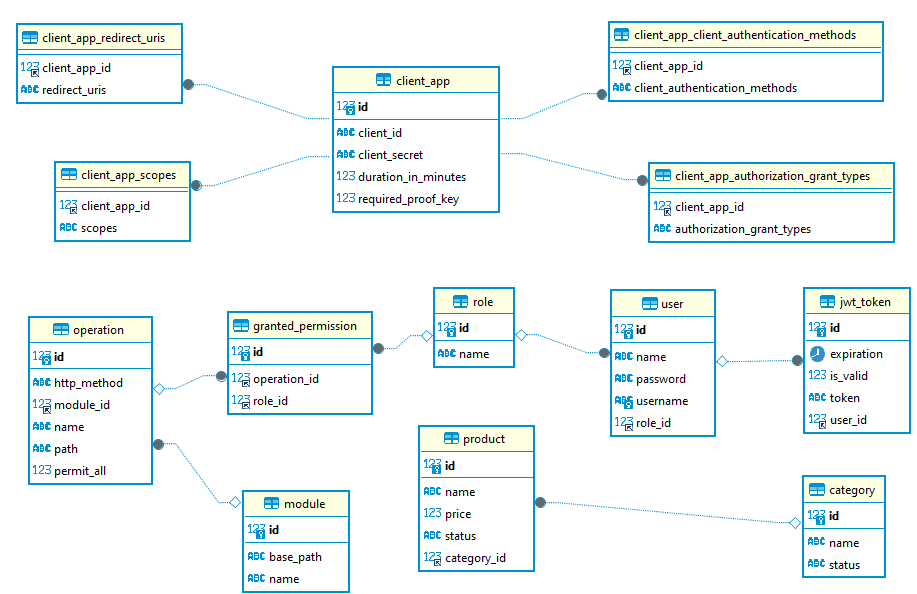 client_app_redirect_uris
123 client_app_id
ABC redirect_uris
client_app
123 id
ABC client_id
ABC client_secret
123 duration_in_minutes
123 required_proof_key
client_app_client_authentication_methods
123 client_app_id
ABC client_authentication_methods
client_app_scopes
123 client_app_id
ABC scopes
client_app_authorization_grant_types
123 client_app_id
ABC authorization_grant_types
operation
123 id
ABC http_method
123 module_id
ABC name
ABC path
123 permit_all
granted_permission
123 id
123 operation_id
123 role_id
role
123 id
ABC name
user
123 id
ABC name
ABC password
ABC username
123 role_id
jwt_token
123 id
expiration
123 is_valid
ABC token
123 user_id
module
123 id
ABC base_path
ABC name
product
123 id
ABC name
123 price
ABC status
123 category_id
category
123 id
ABC name
ABC status